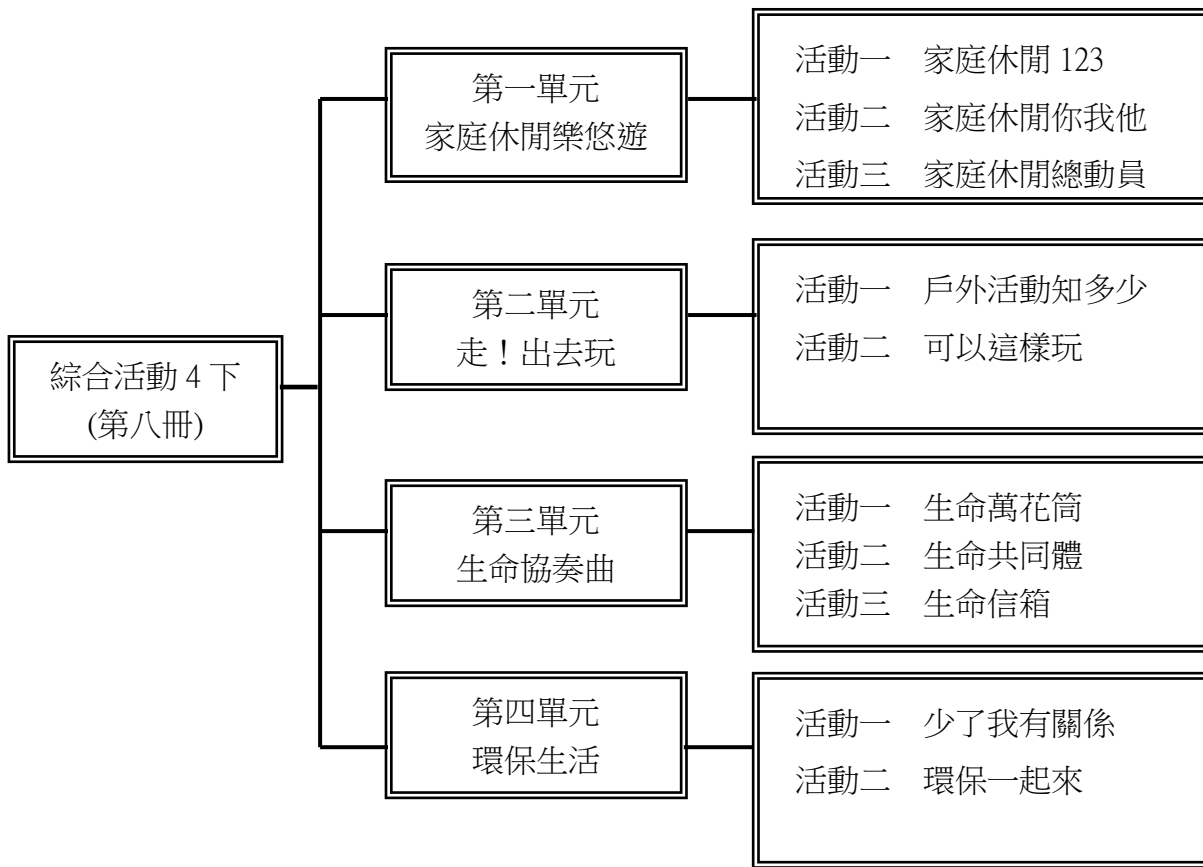 綜合活動 4 下
(第八冊)
第一單元
家庭休閒樂悠遊
活動一　家庭休閒 123
活動二　家庭休閒你我他
活動三　家庭休閒總動員
第二單元
走！出去玩
活動一　戶外活動知多少
活動二　可以這樣玩
第三單元
生命協奏曲
活動一　生命萬花筒
活動二　生命共同體
活動三　生命信箱
第四單元
環保生活
活動一　少了我有關係
活動二　環保一起來